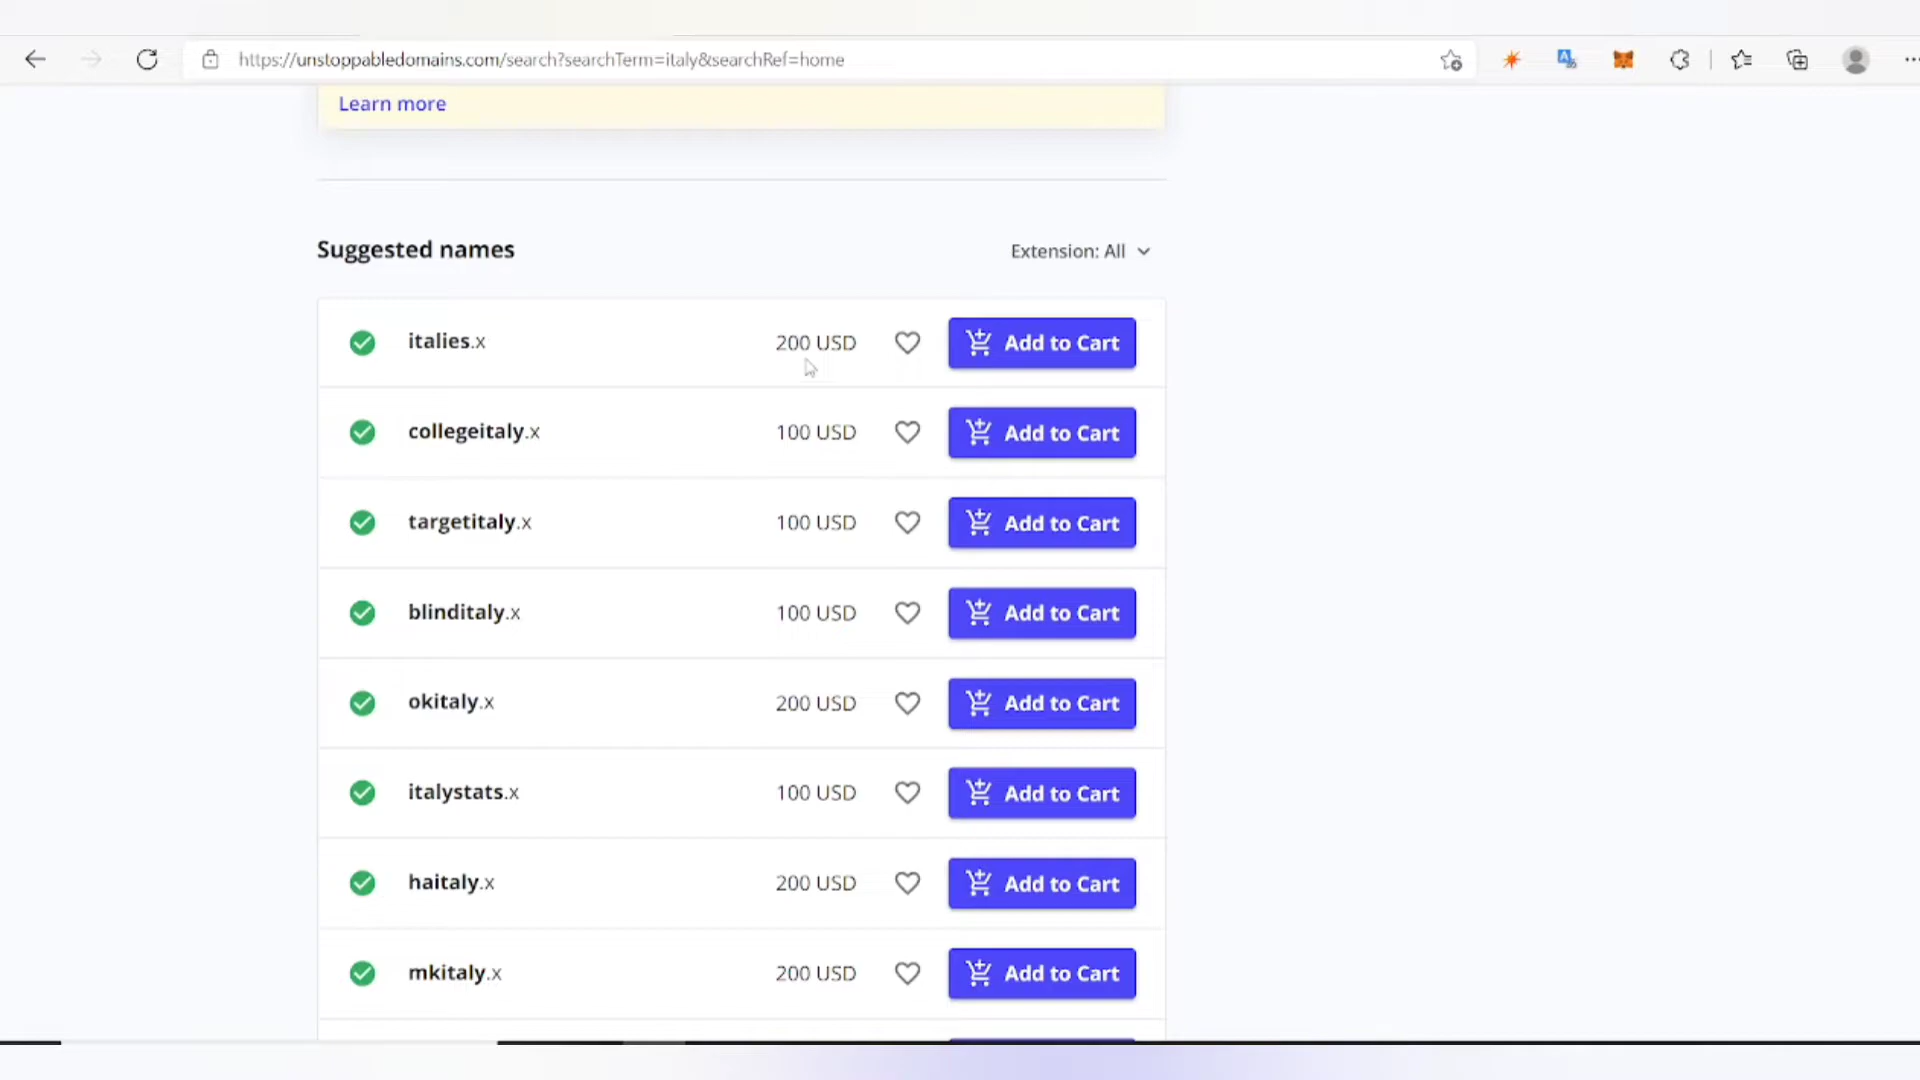 https://unstoppabledomains.com/search?searchTerm=italy&searchRef=home
Learn more
Suggested names
Extension: All
italies.x 200 USD Add to Cart
collegeitaly.x 100 USD Add to Cart
targetitaly.x 100 USD Add to Cart
blinditaly.x 100 USD Add to Cart
okitaly.x 200 USD Add to Cart
italystats.x 100 USD Add to Cart
haitaly.x 200 USD Add to Cart
mkitaly.x 200 USD Add to Cart